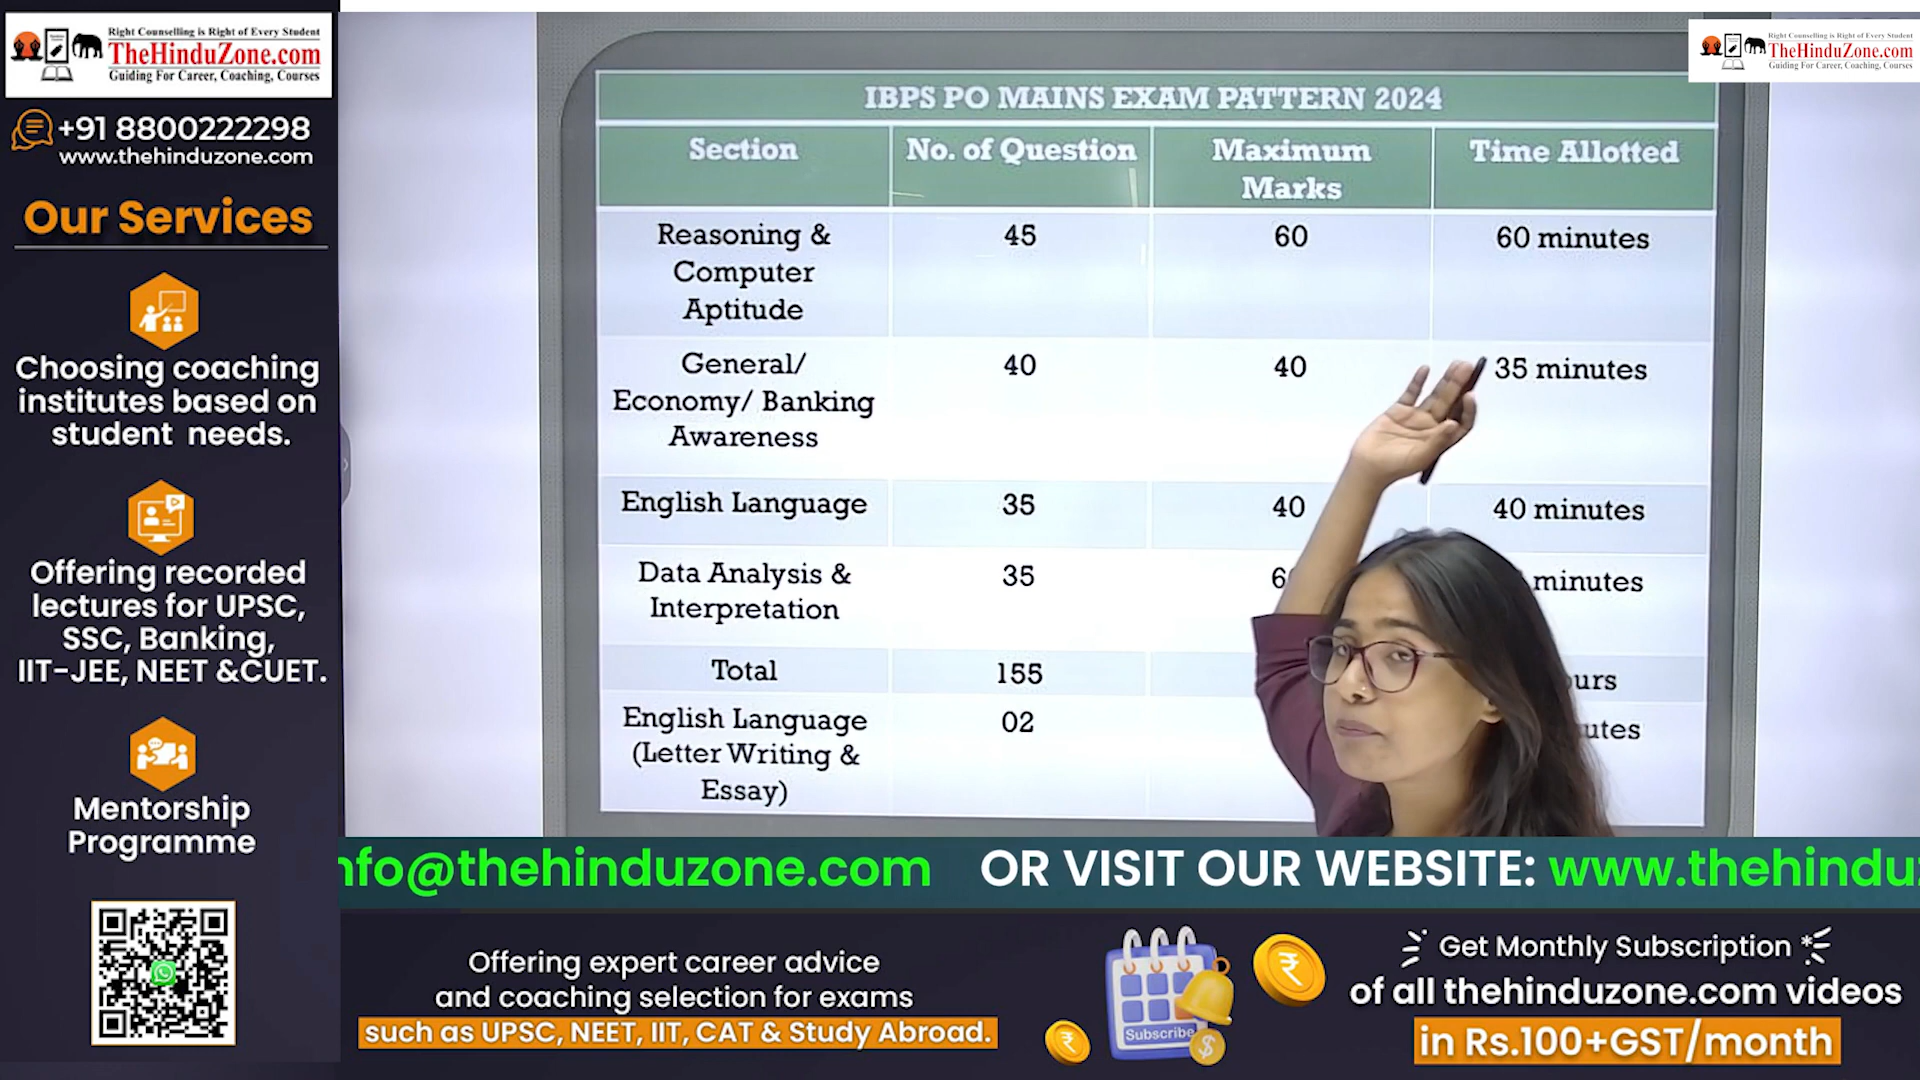 Right Counselling is Right of Every Student
TheHinduZone.com
Guiding For Career, Coaching, Courses
+91 8800222298
www.thehinduzone.com
Our Services
Choosing coaching
institutes based on
student needs.
Offering recorded
lectures for UPSC,
SSC, Banking,
IIT-JEE, NEET &CUET.
Mentorship
Programme
Right Counselling is Right of Every Student
TheHinduZone.com
Guiding For Career, Coaching, Courses
IBPS PO MAINS EXAM PATTERN 2024
Section No. of Question Maximum Marks Time Allotted
Reasoning & Computer Aptitude 45 60 60 minutes
General/ Economy/ Banking Awareness 40 40 35 minutes
English Language 35 40 40 minutes
Data Analysis & Interpretation 35 minutes
Total 155
English Language (Letter Writing & Essay) 02
nfo@thehinduzone.com OR VISIT OUR WEBSITE: www.thehinduz
Offering expert career advice
and coaching selection for exams
such as UPSC, NEET, IIT, CAT & Study Abroad.
Subscribe
Get Monthly Subscription
of all thehinduzone.com videos
in Rs.100+GST/month